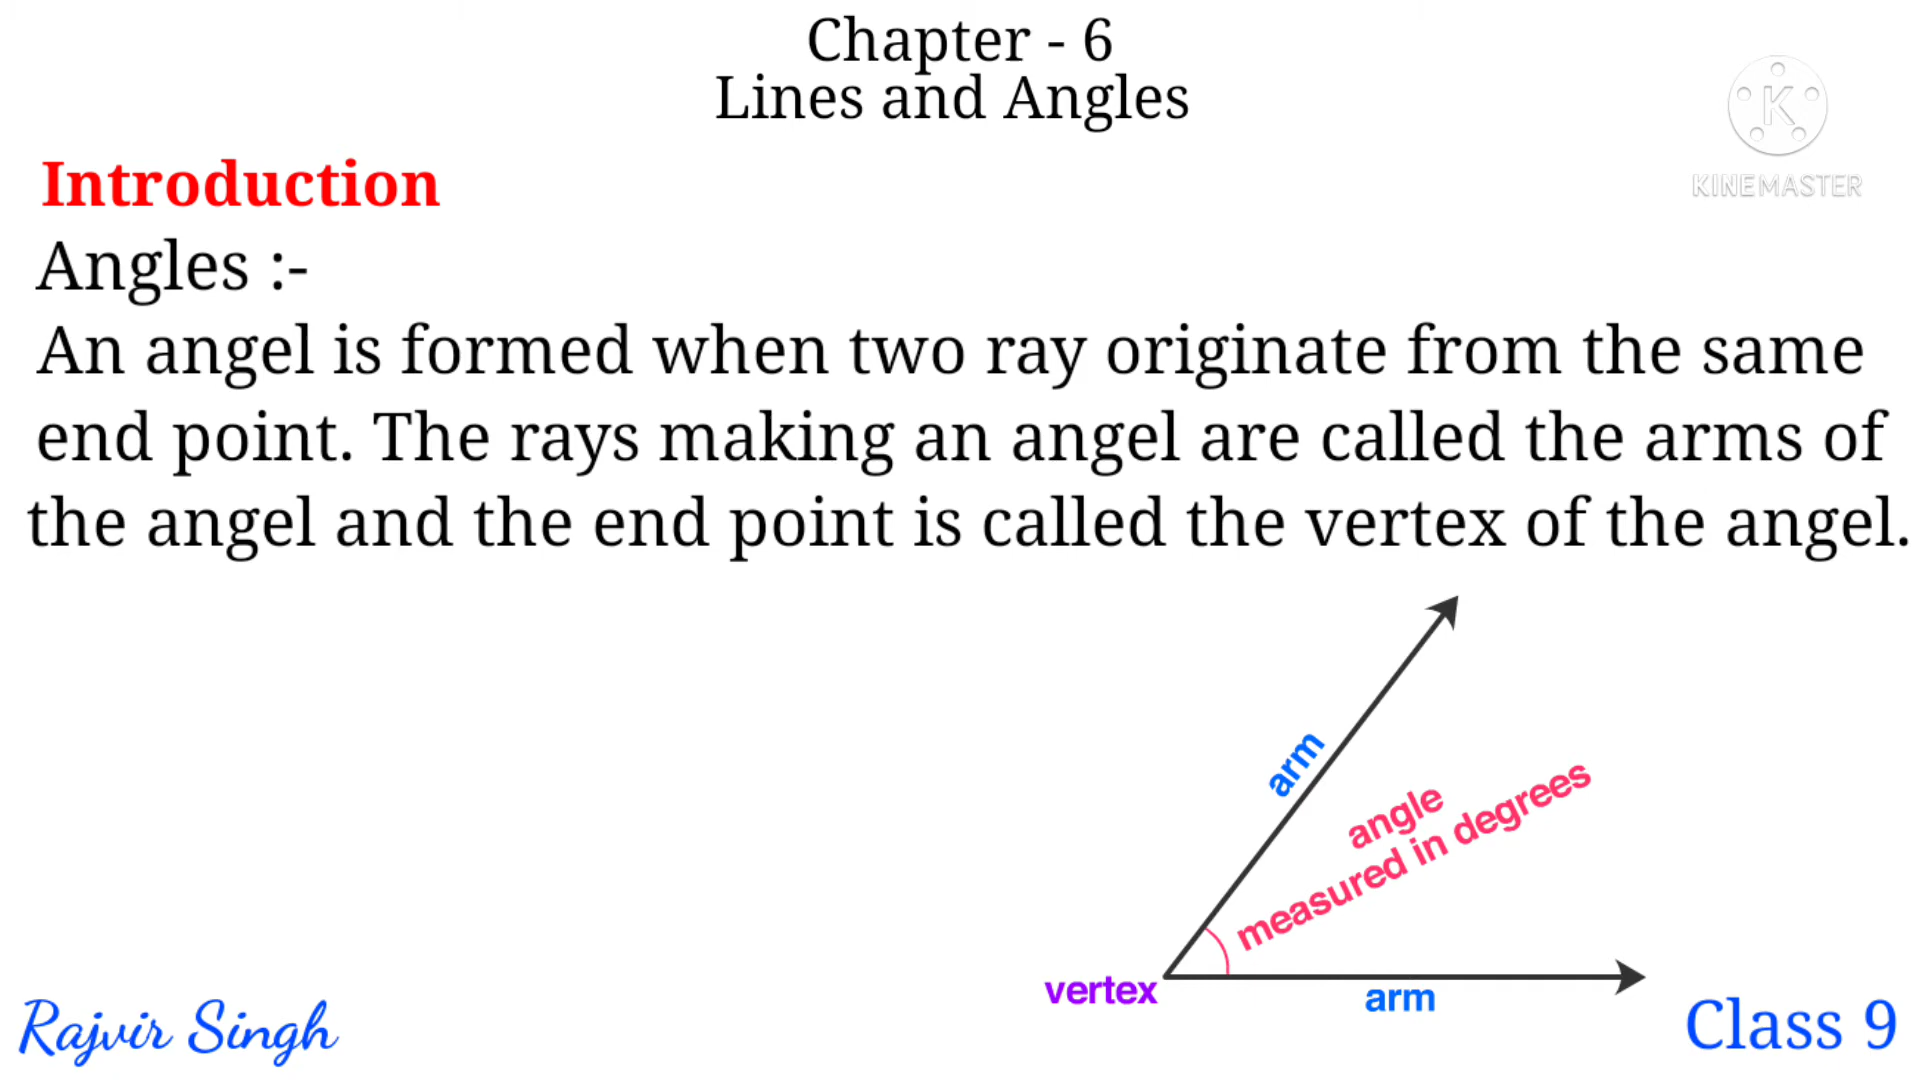 Chapter - 6
Lines and Angles
K
KINEMASTER
Introduction
Angles :-
An angel is formed when two ray originate from the same
end point. The rays making an angel are called the arms of
the angel and the end point is called the vertex of the angel.
arm
angle
measured in degrees
vertex
arm
Rajvir Singh
Class 9